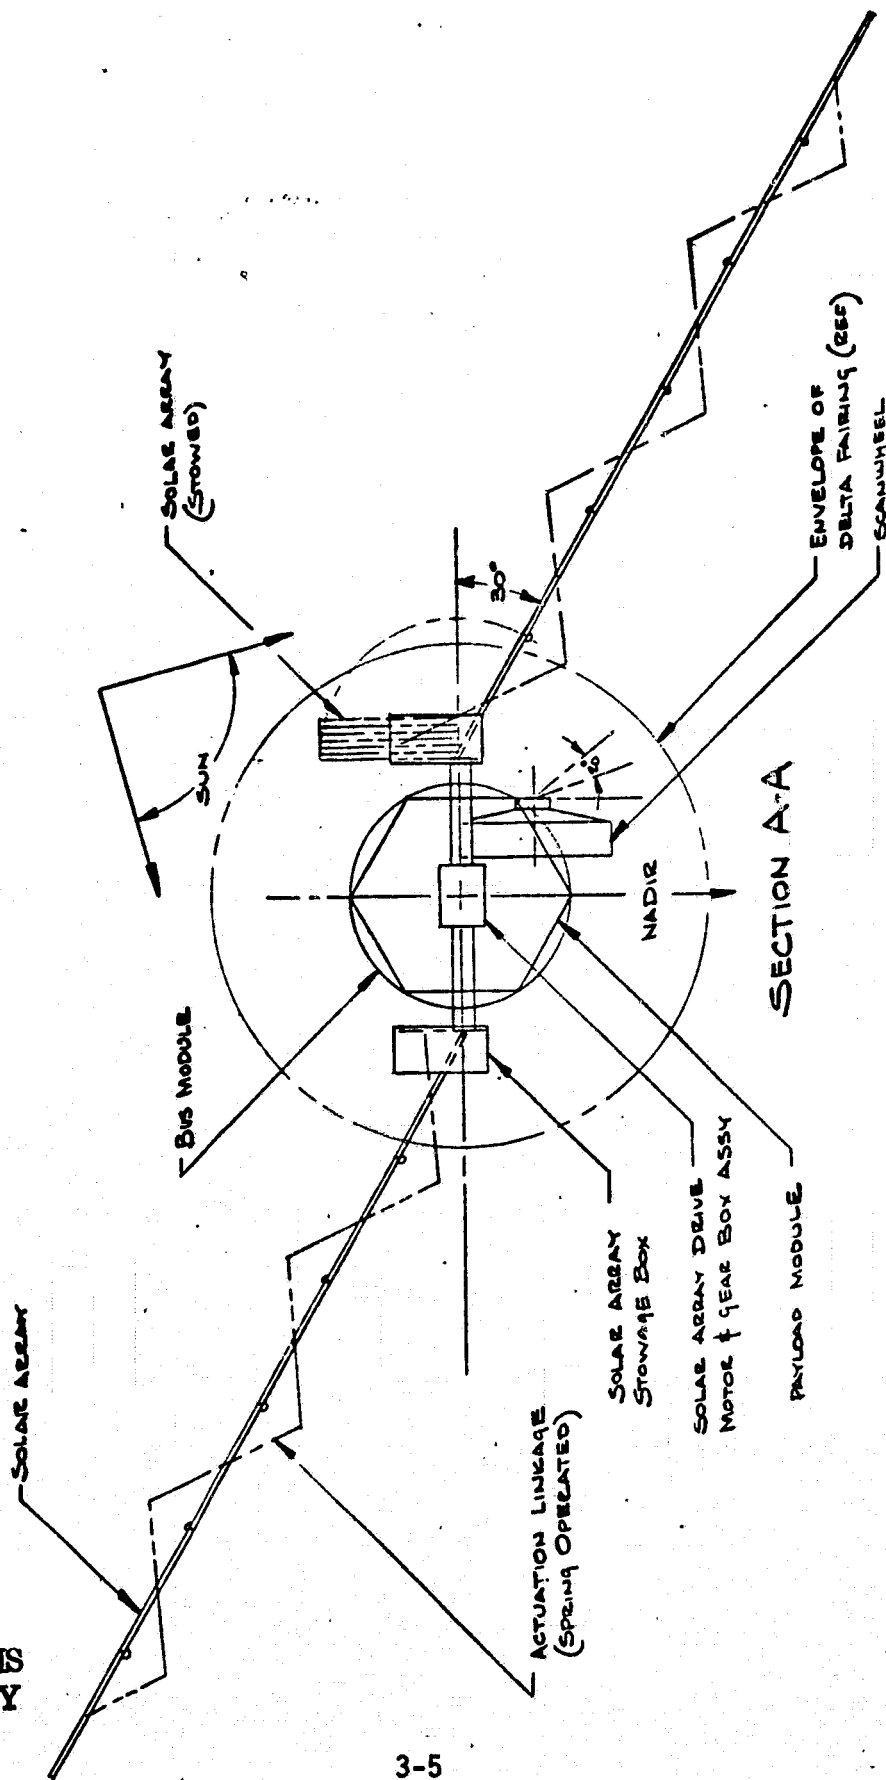 SOLAR ARRAY
SOLAR ARRAY
(STOWED)
SUN
BUS MODULE
30°
20°
NADIR
ENVELOPE OF
DELTA FAIRING (REF)
SCANWHEEL
SECTION A-A
ACTUATION LINKAGE
(SPRING OPERATED)
SOLAR ARRAY
STOWAGE BOX
SOLAR ARRAY DRIVE
MOTOR & GEAR BOX ASSY
PAYLOAD MODULE
3-5